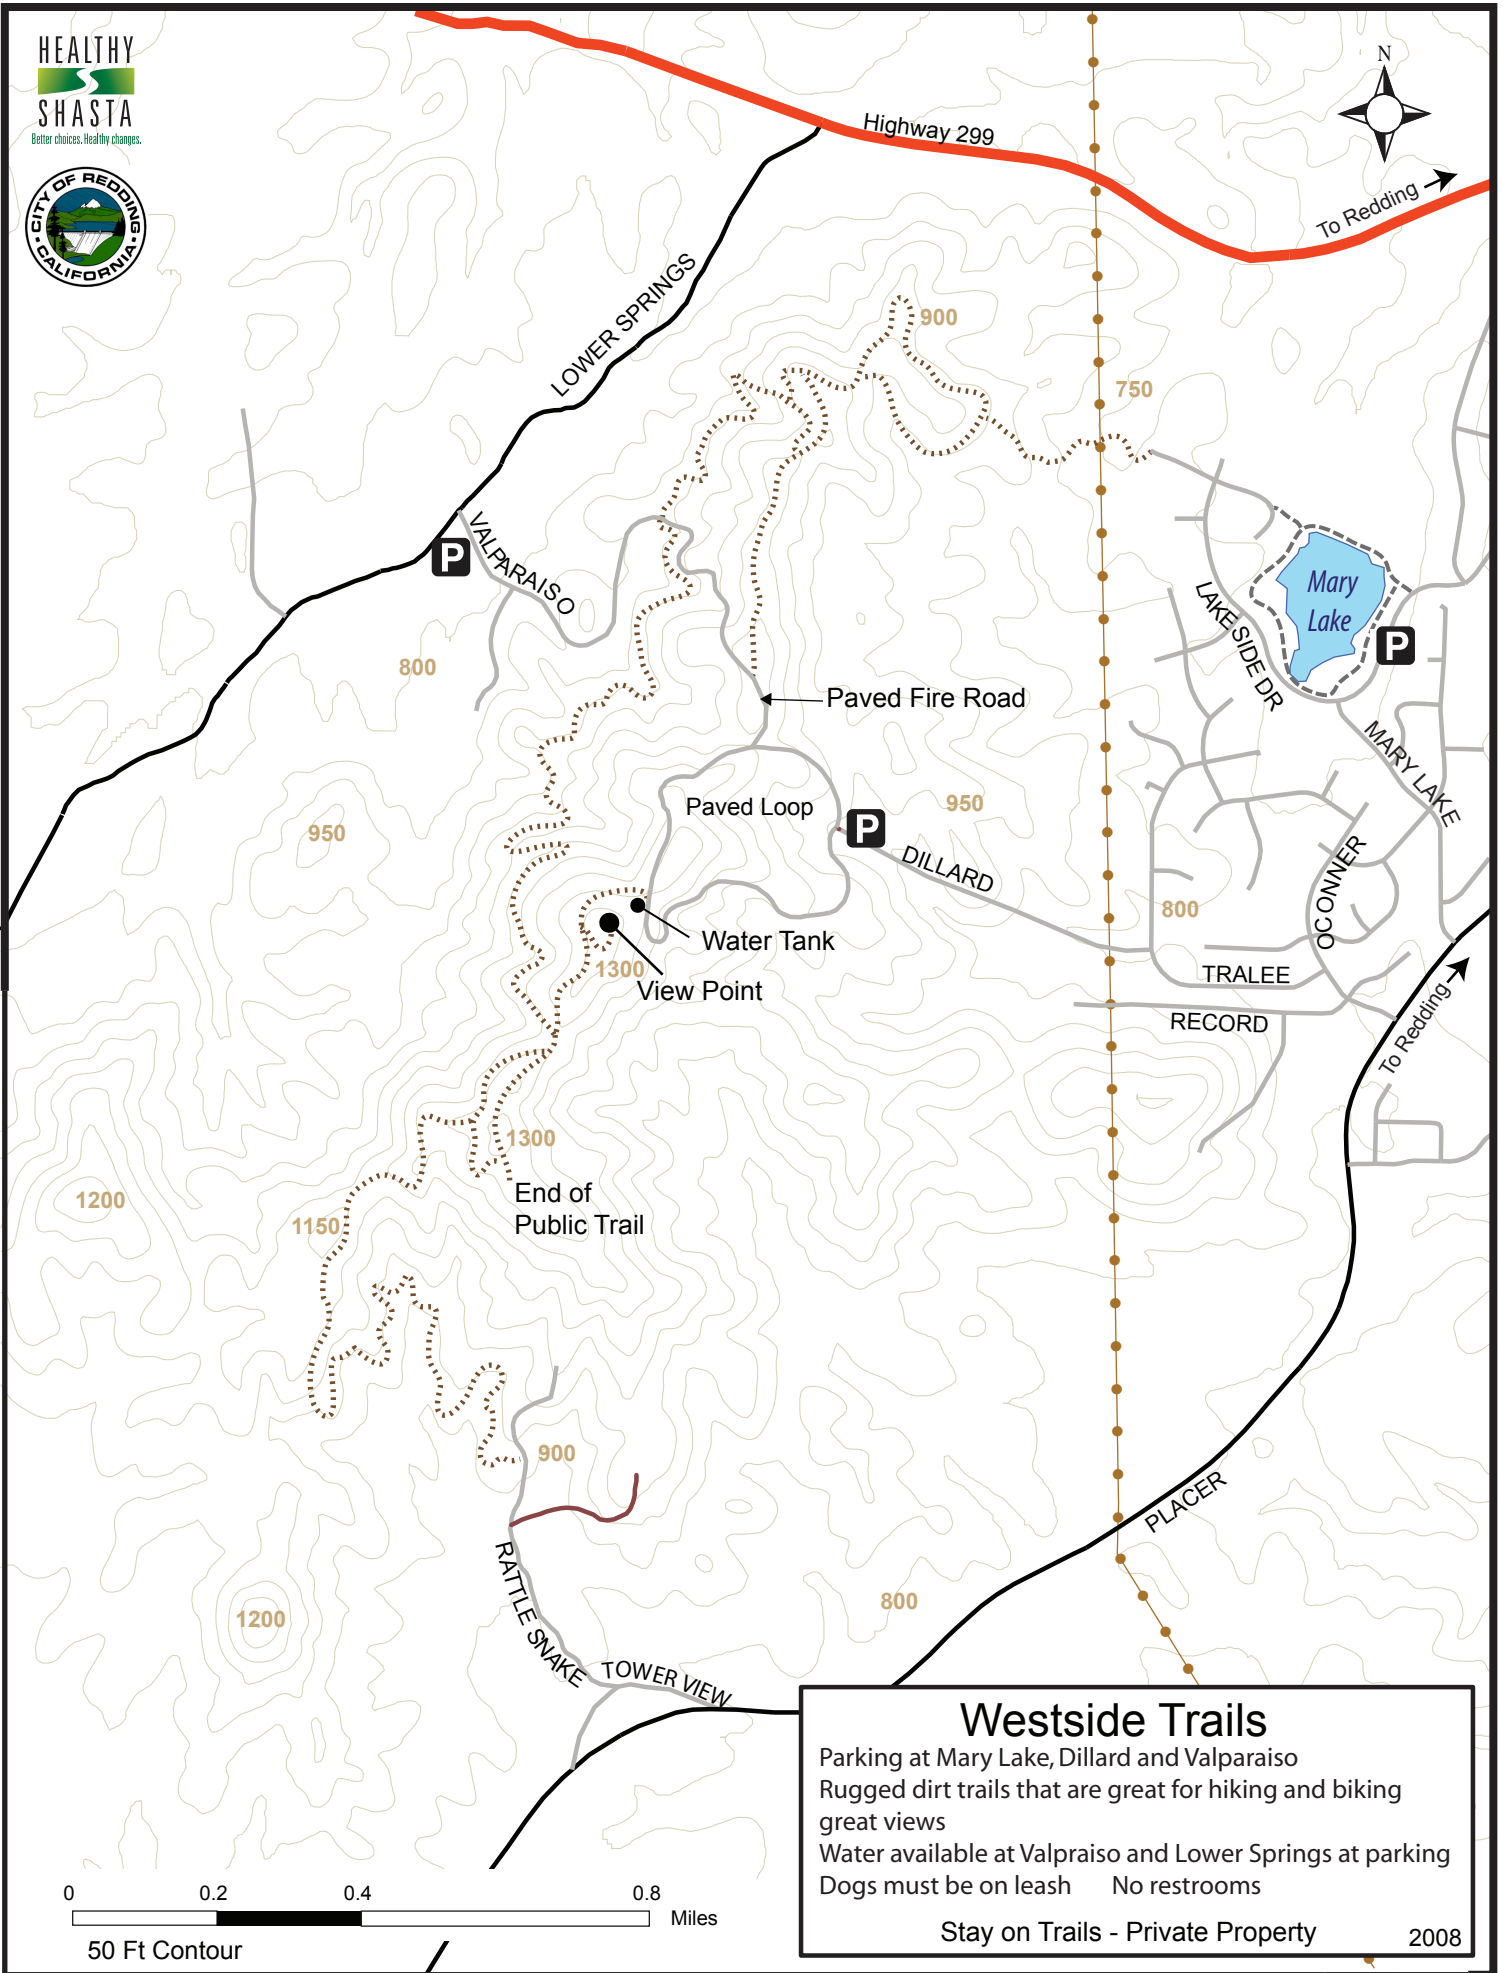 HEALTHY
SHASTA
Better choices. Healthy changes.
CITY OF REDDING
CALIFORNIA
N
Highway 299
To Redding
LOWER SPRINGS
900
750
VALPARAISO
P
Mary
Lake
LAKESIDE DR
P
800
Paved Fire Road
MARY LAKE
Paved Loop
950
950
P
DILLARD
OCONNER
800
Water Tank
1300
View Point
TRALEE
RECORD
To Redding
1300
End of
Public Trail
1200
1150
900
PLACER
RATTLE SNAKE
1200
800
TOWER VIEW
Westside Trails
Parking at Mary Lake, Dillard and Valparaiso
Rugged dirt trails that are great for hiking and biking
great views
Water available at Valpraiso and Lower Springs at parking
Dogs must be on leash No restrooms
Stay on Trails - Private Property
2008
0 0.2 0.4 0.8
Miles
50 Ft Contour